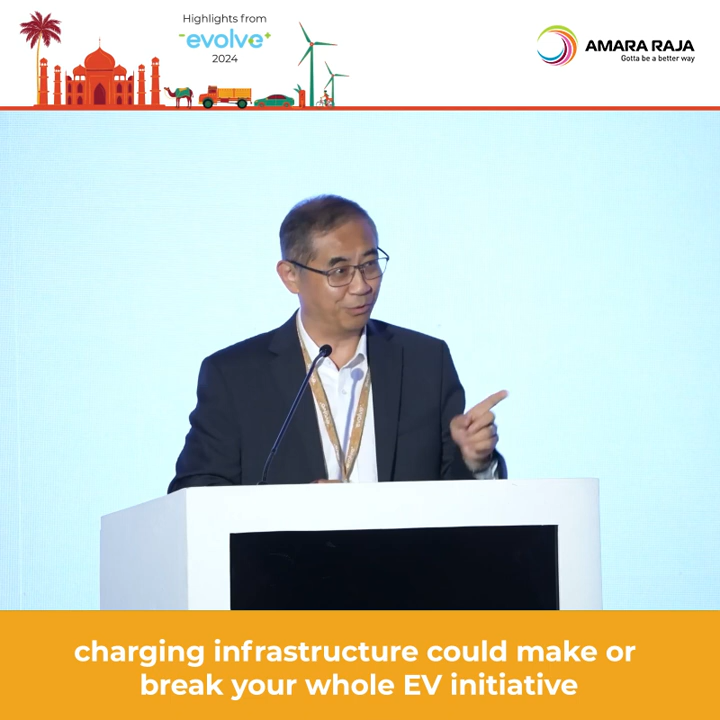 Highlights from
evolve
2024
AMARA RAJA
Gotta be a better way
charging infrastructure could make or
break your whole EV initiative